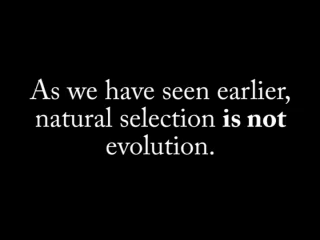 As we have seen earlier,
natural selection is not
evolution.